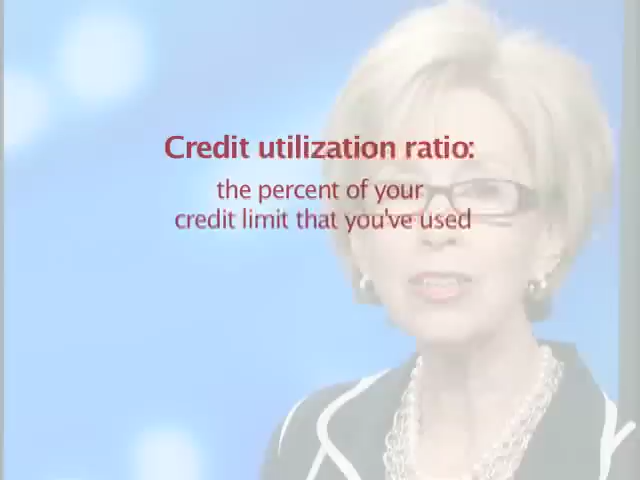 Credit utilization ratio:
the percent of your
credit limit that you've used